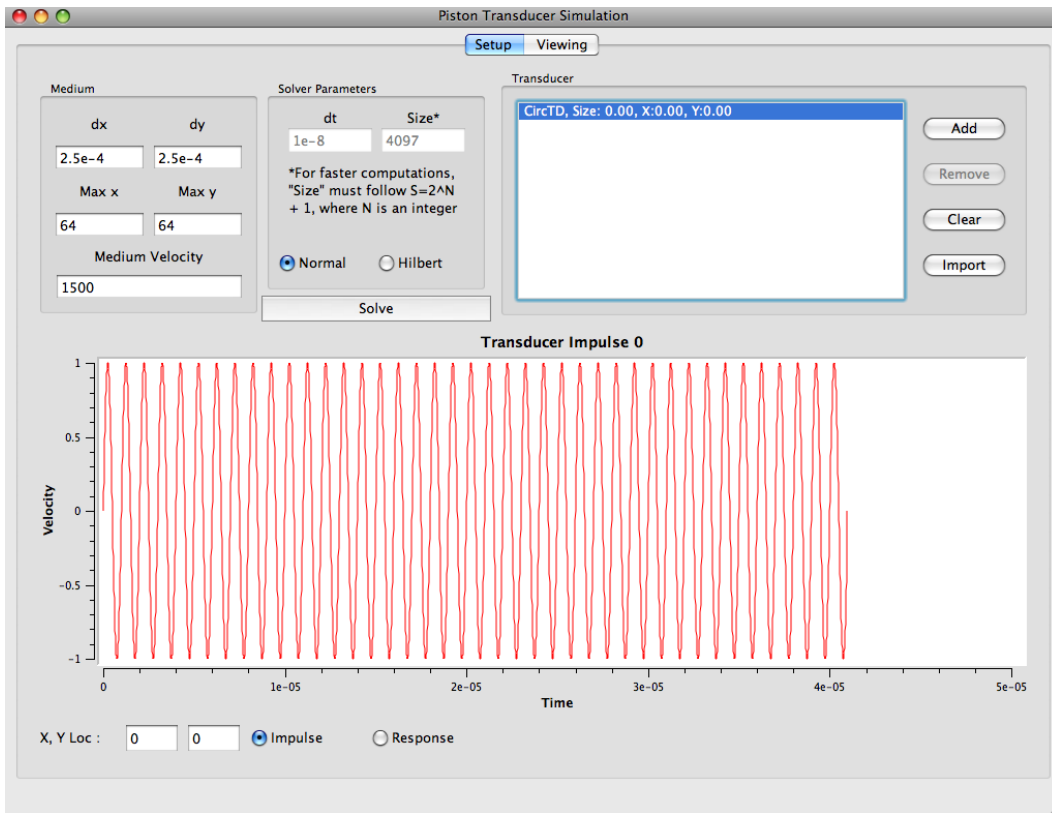 Piston Transducer Simulation
Setup Viewing
Medium
dx dy
2.5e-4 2.5e-4
Max x Max y
64 64
Medium Velocity
1500
Solver Parameters
dt Size*
1e-8 4097
*For faster computations,
"Size" must follow S=2^N
+ 1, where N is an integer
Normal Hilbert
Solve
Transducer
CircTD, Size: 0.00, X:0.00, Y:0.00
Add
Remove
Clear
Import
Transducer Impulse 0
Velocity
1
0.5
0
-0.5
-1
0 1e-05 2e-05 3e-05 4e-05 5e-05
Time
X, Y Loc : 0 0 Impulse Response